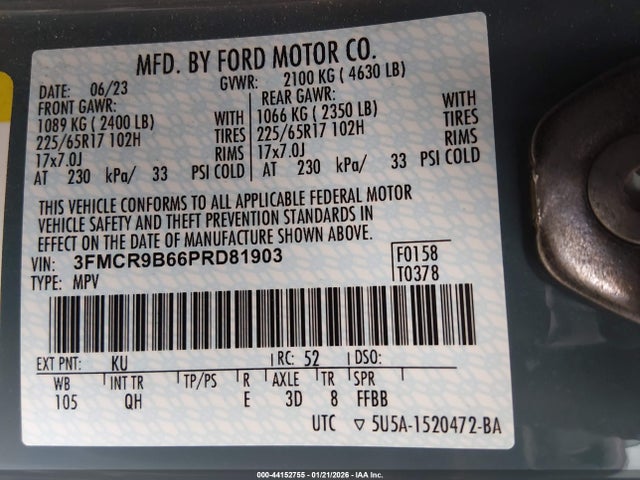 MFD. BY FORD MOTOR CO.
DATE: 06/23 GVWR: 2100 KG ( 4630 LB)
FRONT GAWR: REAR GAWR:
1089 KG ( 2400 LB) WITH 1066 KG ( 2350 LB) WITH
225/65R17 102H TIRES 225/65R17 102H TIRES
17x7.0J RIMS 17x7.0J RIMS
AT 230 kPa/ 33 PSI COLD AT 230 kPa/ 33 PSI COLD
THIS VEHICLE CONFORMS TO ALL APPLICABLE FEDERAL MOTOR
VEHICLE SAFETY AND THEFT PREVENTION STANDARDS IN
EFFECT ON THE DATE OF MANUFACTURE SHOWN ABOVE.
VIN: 3FMCR9B66PRD81903 F0158
TYPE: MPV T0378
EXT PNT: KU RC: 52 DSO:
WB INT TR TP/PS R AXLE TR SPR
105 QH E 3D 8 FFBB
UTC ▽ 5U5A-1520472-BA
000-44152755 - 01/21/2026 - IAA Inc.